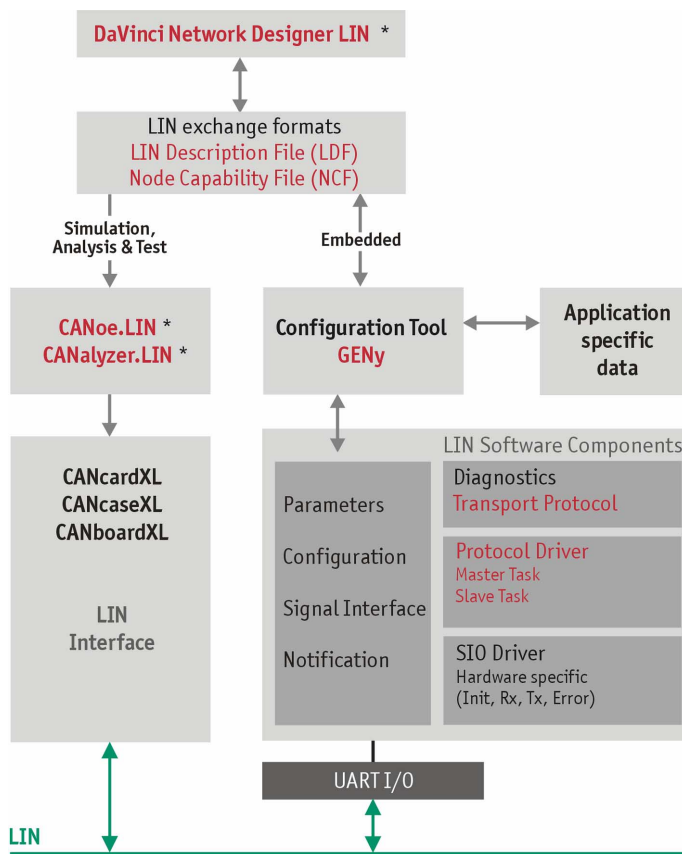 DaVinci Network Designer LIN *
LIN exchange formats
LIN Description File (LDF)
Node Capability File (NCF)
Simulation,
Analysis & Test
Embedded
CANoe.LIN *
CANalyzer.LIN *
Configuration Tool
GENy
Application
specific
data
CANcardXL
CANcaseXL
CANboardXL
LIN
Interface
LIN Software Components
Parameters
Configuration
Signal Interface
Notification
Diagnostics
Transport Protocol
Protocol Driver
Master Task
Slave Task
SIO Driver
Hardware specific
(Init, Rx, Tx, Error)
UART I/O
LIN